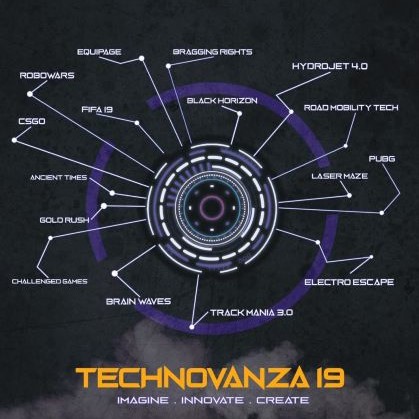 EQUIPAGE
BRAGGING RIGHTS
HYDROJET 4.0
ROBOWARS
BLACK HORIZON
FIFA 19
ROAD MOBILITY TECH
CSGO
PUBG
ANCIENT TIMES
LASER MAZE
GOLD RUSH
CHALLENGED GAMES
ELECTRO ESCAPE
BRAIN WAVES
TRACK MANIA 3.0
TECHNOVANZA 19
IMAGINE . INNOVATE . CREATE